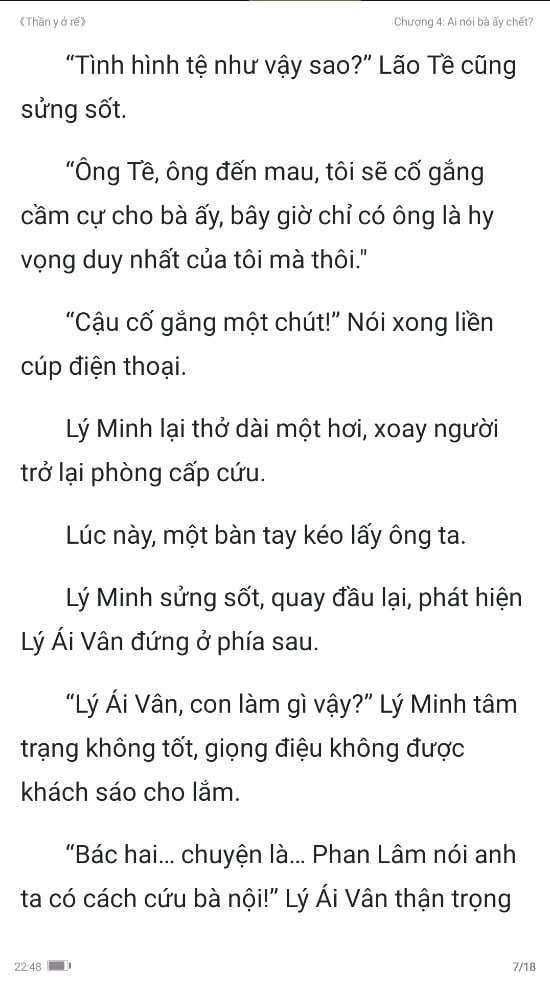 《Thần y ở rể》
Chương 4: Ai nói bà ấy chết?
“Tình hình tệ như vậy sao?” Lão Tề cũng
sửng sốt.
“Ông Tề, ông đến mau, tôi sẽ cố gắng
cầm cự cho bà ấy, bây giờ chỉ có ông là hy
vọng duy nhất của tôi mà thôi."
“Cậu cố gắng một chút!” Nói xong liền
cúp điện thoại.
Lý Minh lại thở dài một hơi, xoay người
trở lại phòng cấp cứu.
Lúc này, một bàn tay kéo lấy ông ta.
Lý Minh sửng sốt, quay đầu lại, phát hiện
Lý Ái Vân đứng ở phía sau.
“Lý Ái Vân, con làm gì vậy?” Lý Minh tâm
trạng không tốt, giọng điệu không được
khách sáo cho lắm.
“Bác hai... chuyện là... Phan Lâm nói anh
ta có cách cứu bà nội!” Lý Ái Vân thận trọng
22:48
7/18